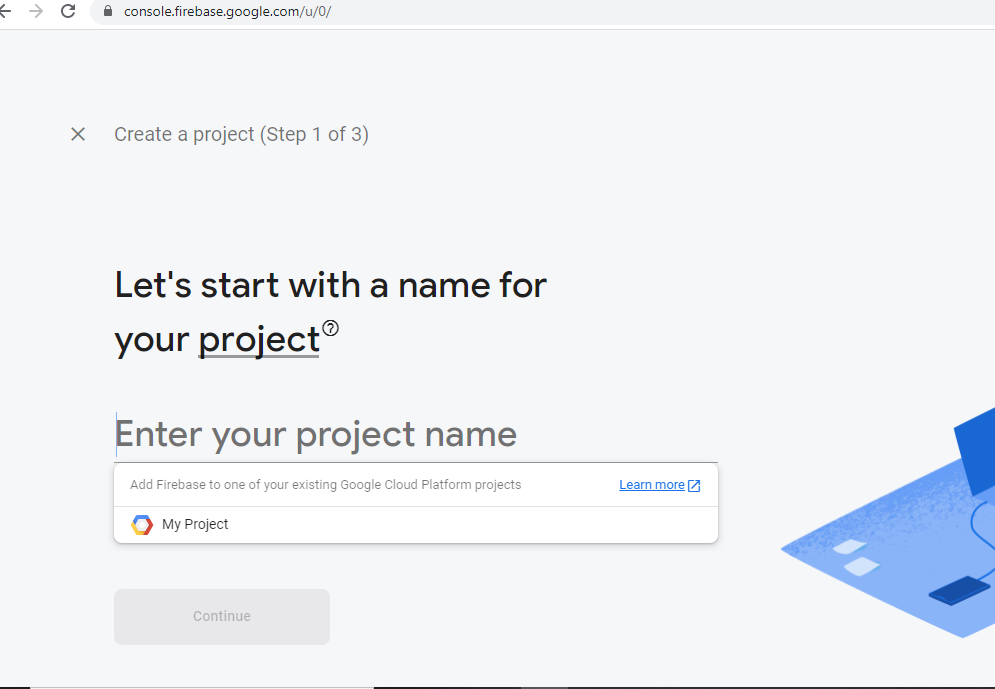 console.firebase.google.com/u/0/
Create a project (Step 1 of 3)
Let's start with a name for
your project
Enter your project name
Add Firebase to one of your existing Google Cloud Platform projects Learn more
My Project
Continue